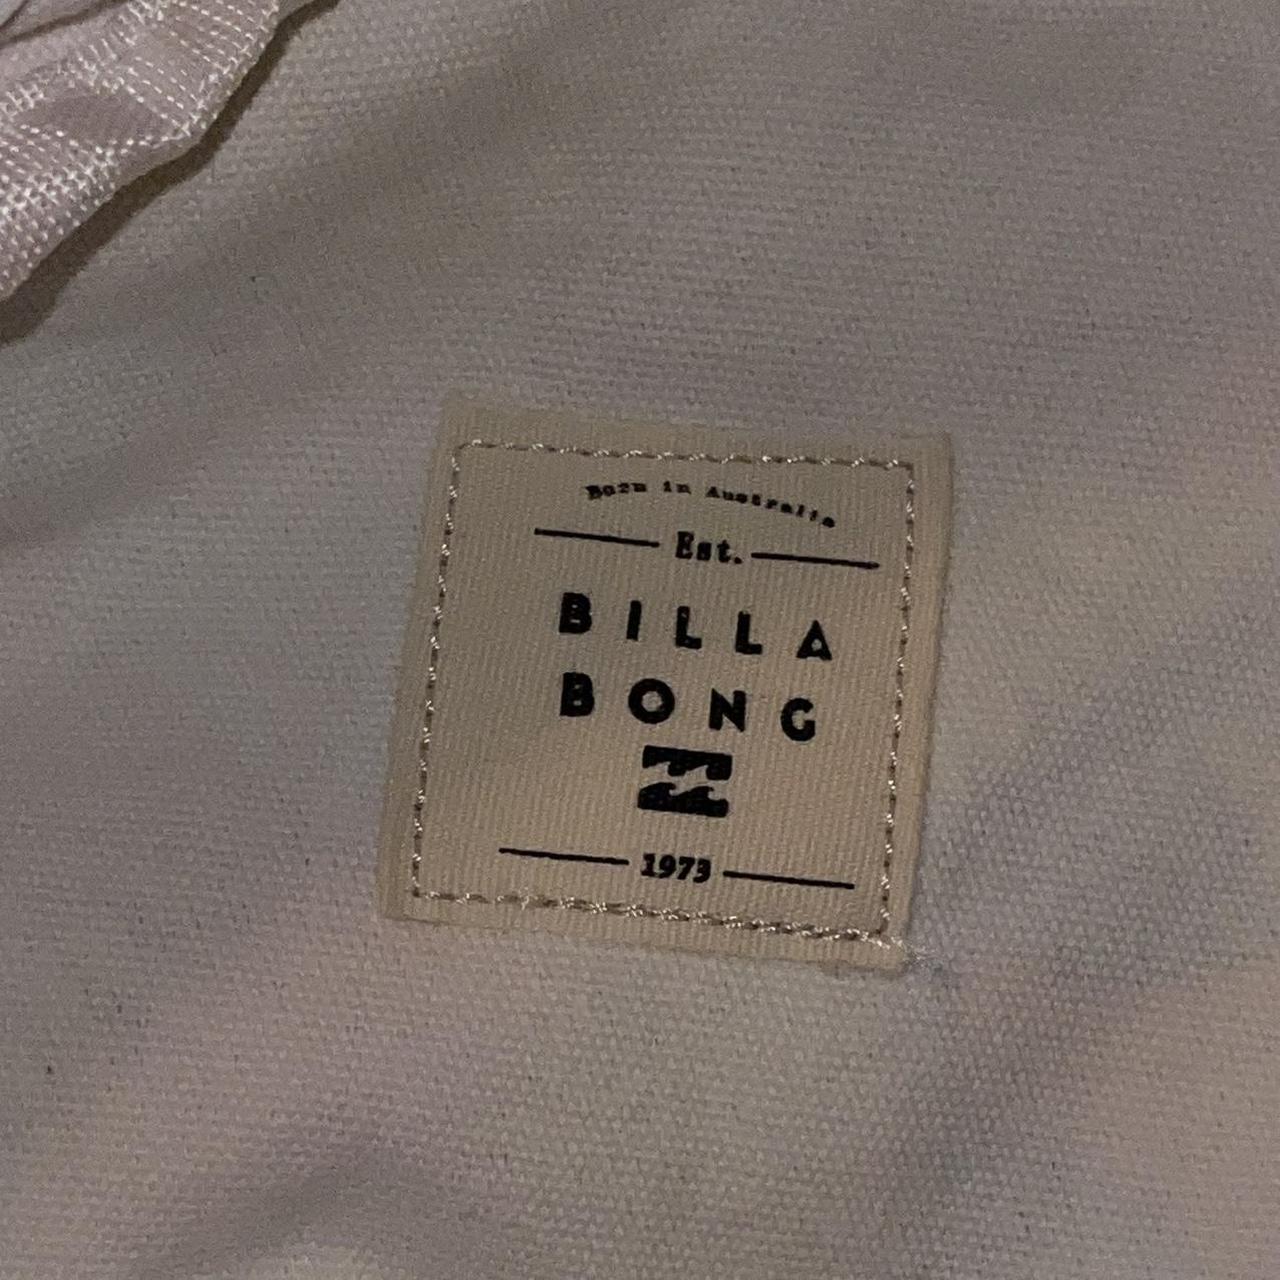 Born in Australia
Est.
BILLA
BONG
1973